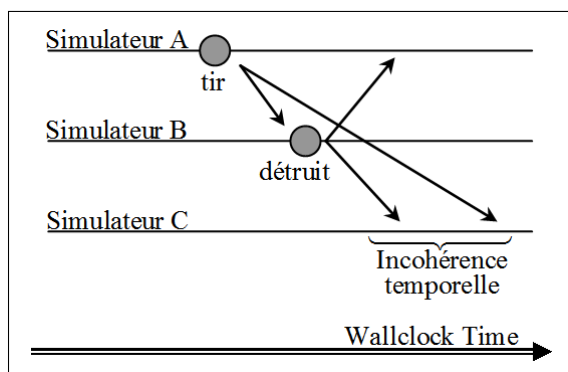 Simulateur A
tir
Simulateur B
détruit
Simulateur C
Incohérence
temporelle
Wallclock Time